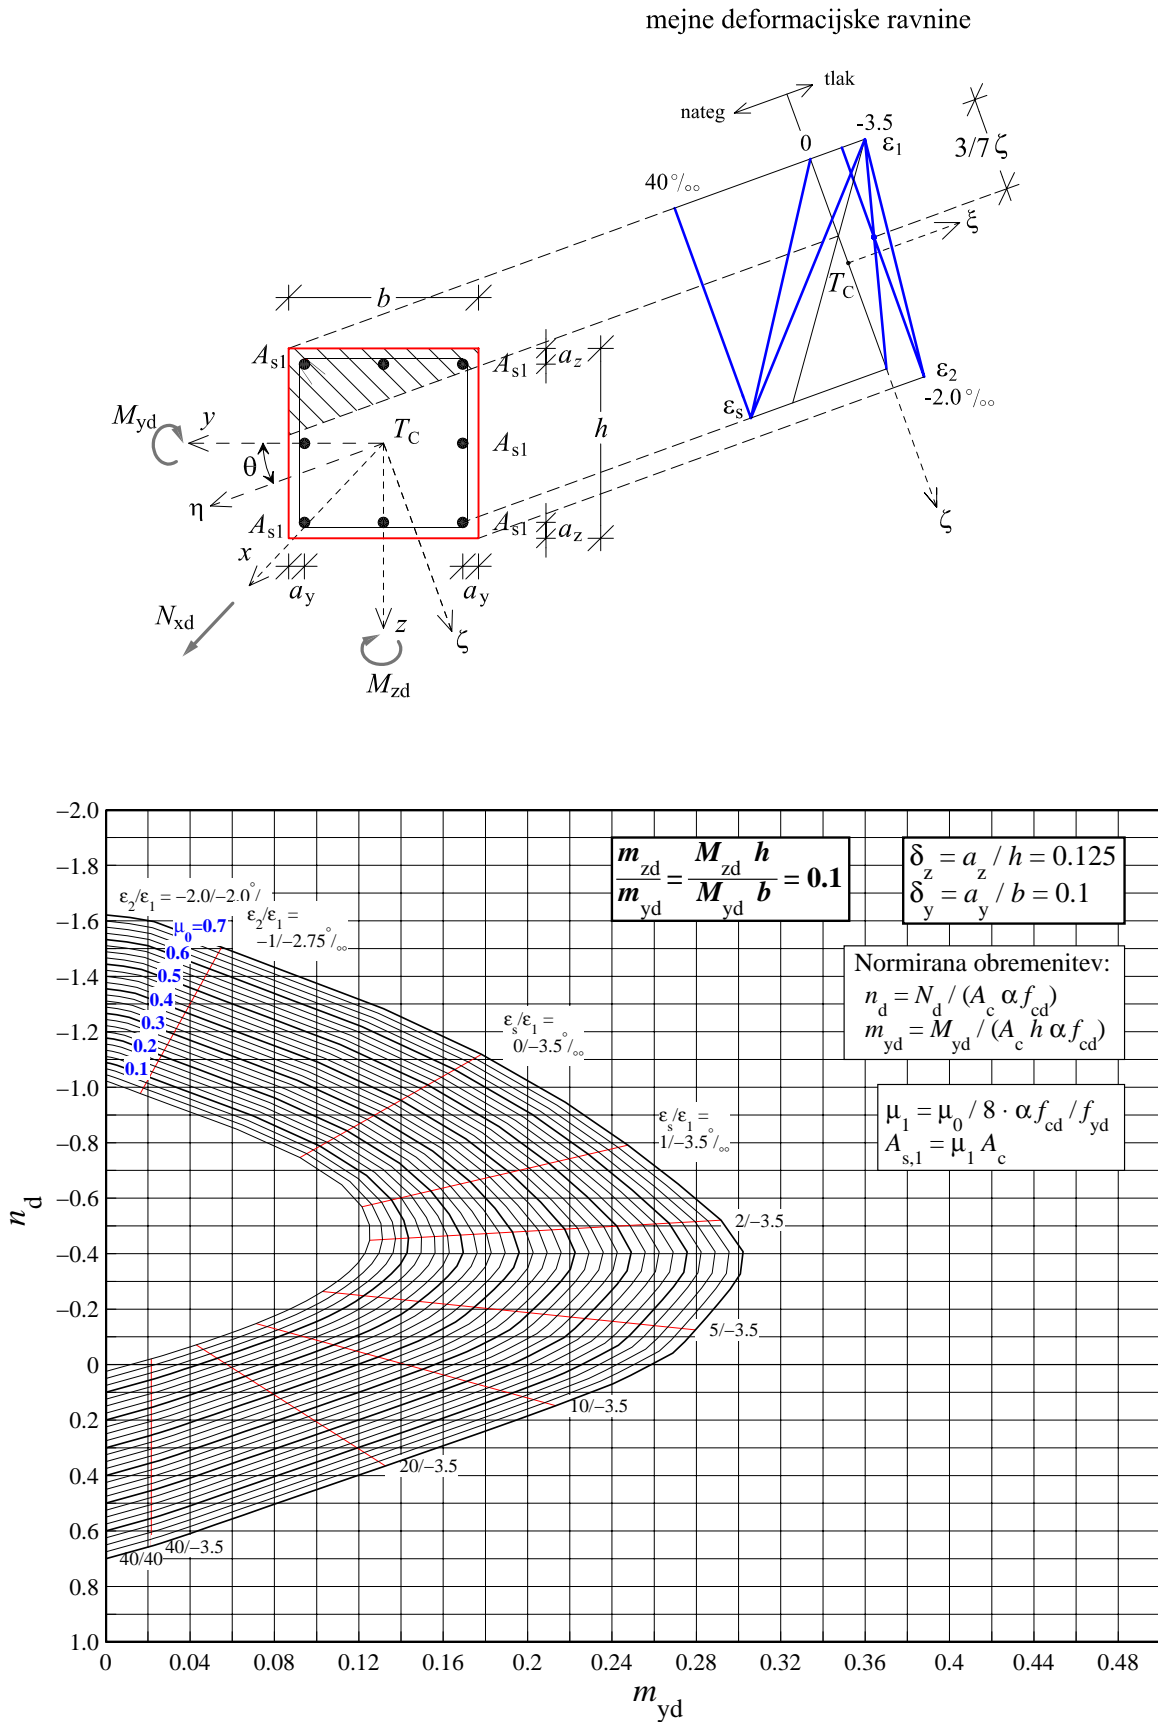 mejne deformacijske ravnine
tlak
nateg
-3.5
0
ε1
3/7 ζ
40 °/oo
ξ
TC
b
As1
As1
az
ε2
-2.0 °/oo
εs
Myd
y
TC
As1
h
θ
η
As1
As1
az
ζ
x
ay
ay
Nxd
z
ζ
Mzd
−2.0
−1.8
−1.6
−1.4
−1.2
−1.0
−0.8
−0.6
−0.4
−0.2
0
0.2
0.4
0.6
0.8
1.0
nd
mzd / myd = Mzd h / Myd b = 0.1
δz = az / h = 0.125
δy = ay / b = 0.1
ε2/ε1 = −2.0/−2.0°/
ε2/ε1 =
−1/−2.75°/oo
μ0=0.7
0.6
0.5
0.4
0.3
0.2
0.1
Normirana obremenitev:
nd = Nd / (Ac α fcd)
myd = Myd / (Ac h α fcd)
εs/ε1 =
0/−3.5°/oo
μ1 = μ0 / 8 · α fcd / fyd
As,1 = μ1 Ac
εs/ε1 =
1/−3.5°/oo
2/−3.5
5/−3.5
10/−3.5
20/−3.5
40/−3.5
40/40
0 0.04 0.08 0.12 0.16 0.2 0.24 0.28 0.32 0.36 0.4 0.44 0.48
myd